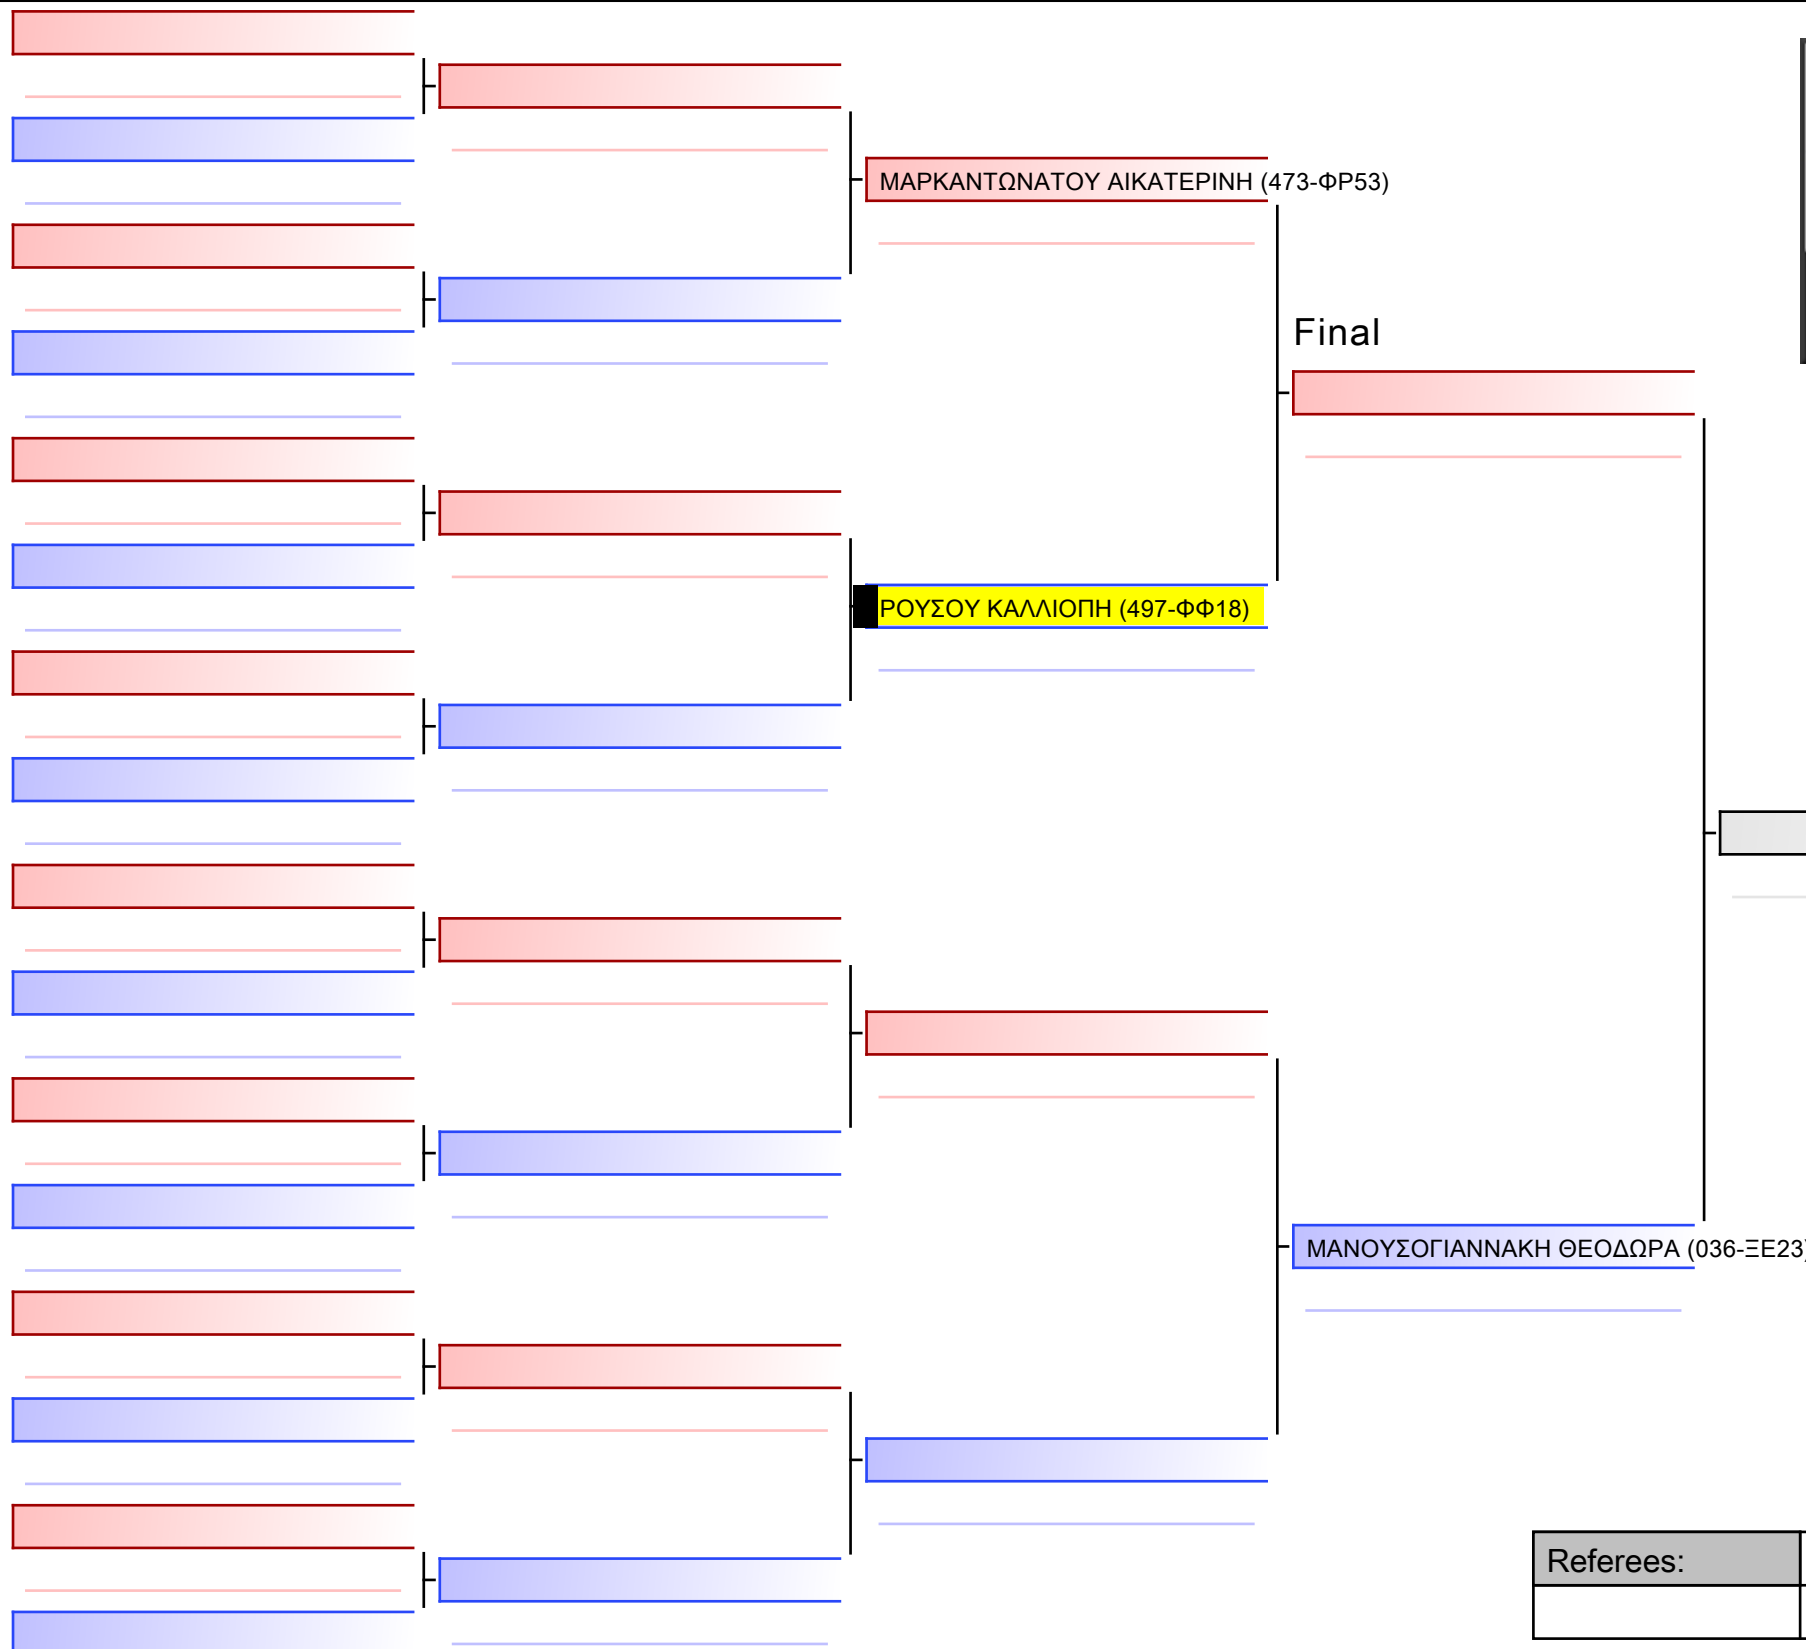 ΜΑΡΚΑΝΤΩΝΑΤΟΥ ΑΙΚΑΤΕΡΙΝΗ (473-ΦΡ53)
Final
ΡΟΥΣΟΥ ΚΑΛΛΙΟΠΗ (497-ΦΦ18)
ΜΑΝΟΥΣΟΓΙΑΝΝΑΚΗ ΘΕΟΔΩΡΑ (036-ΞΕ23)
Referees: